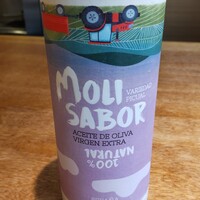 MOLI
VARIEDAD
PICUAL
SABOR
ACEITE DE OLIVA
VIRGEN EXTRA
100%
NATURAL